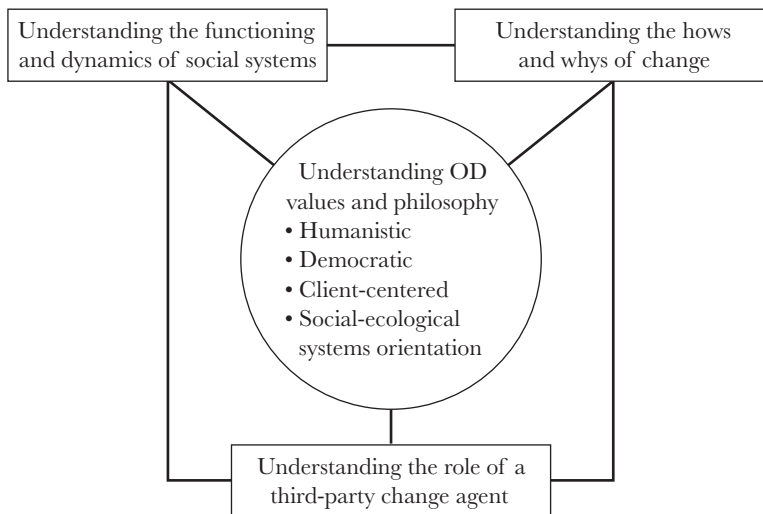 Understanding the functioning
and dynamics of social systems
Understanding the hows
and whys of change
Understanding OD
values and philosophy
• Humanistic
• Democratic
• Client-centered
• Social-ecological
systems orientation
Understanding the role of a
third-party change agent